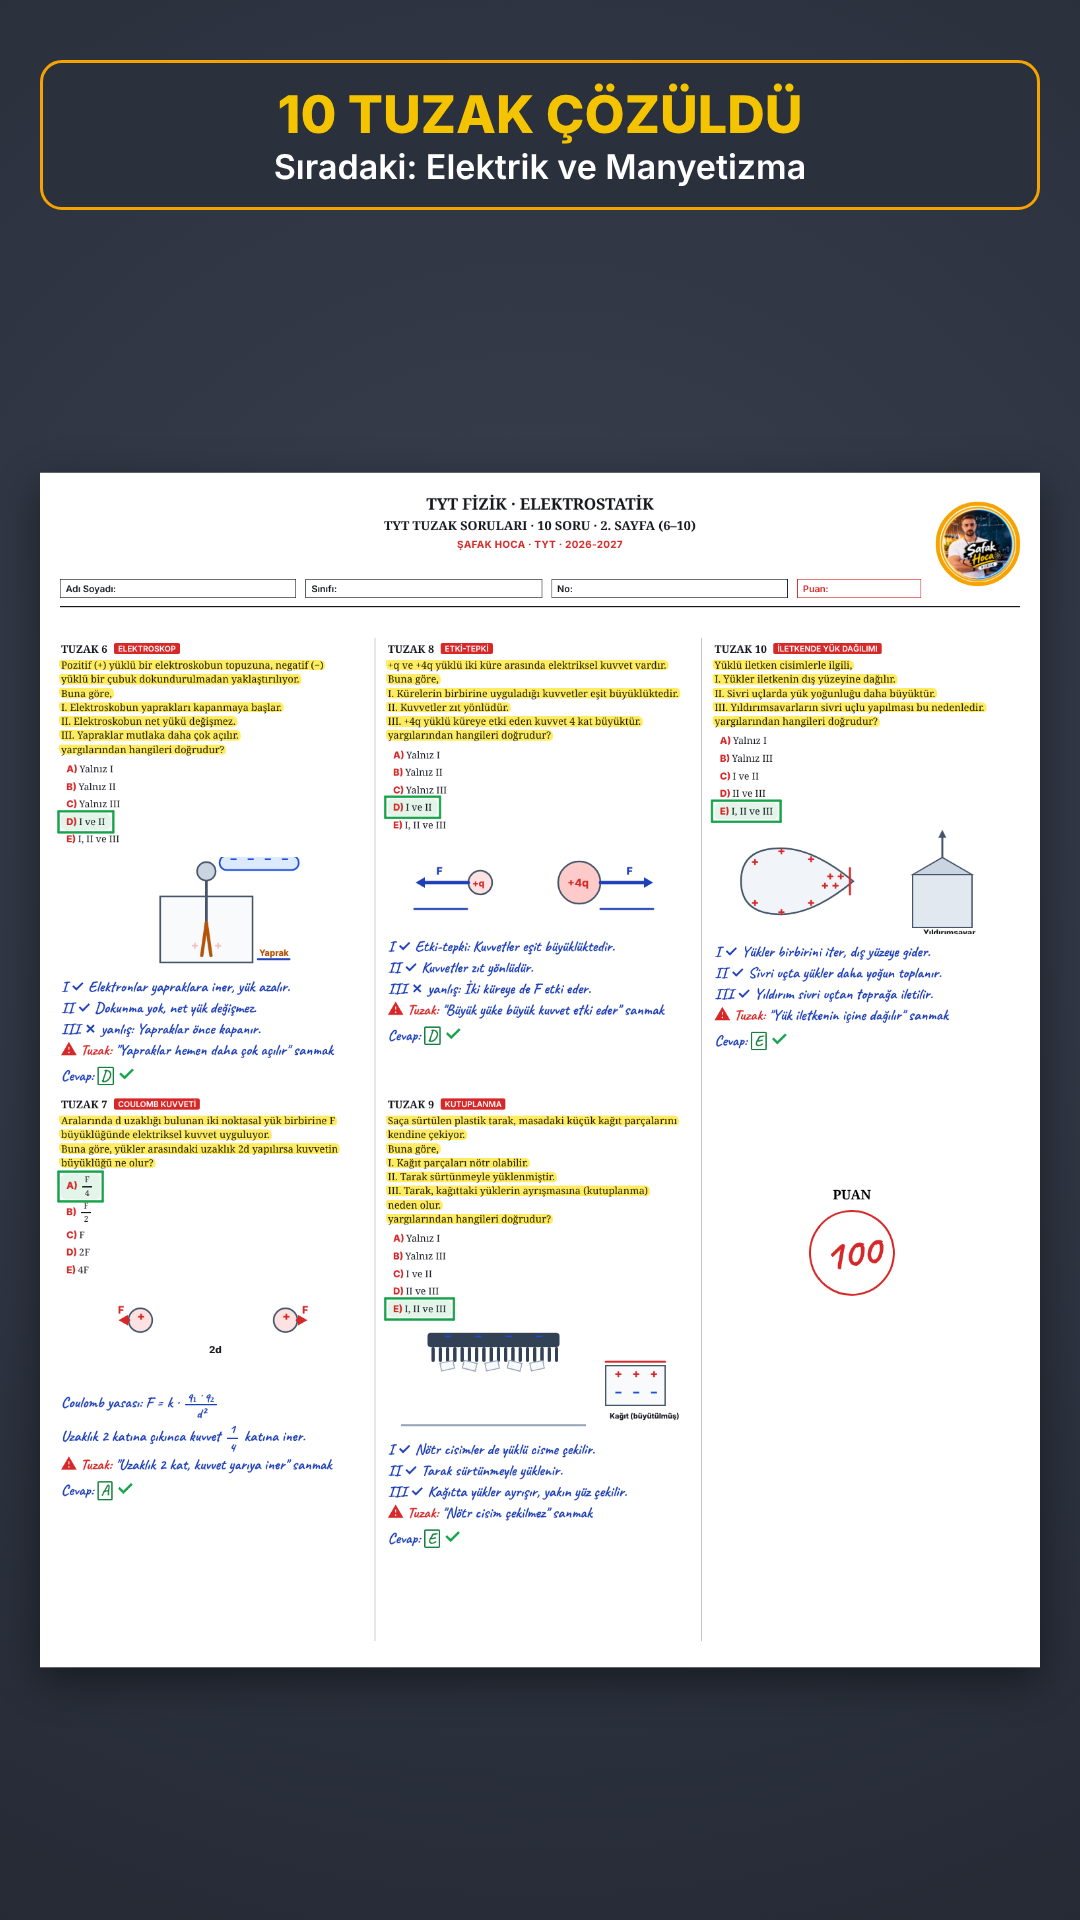 10 TUZAK ÇÖZÜLDÜ
Sıradaki: Elektrik ve Manyetizma
TYT FİZİK · ELEKTROSTATİK
TYT TUZAK SORULARI · 10 SORU · 2. SAYFA (6–10)
ŞAFAK HOCA · TYT · 2026-2027
Şafak
Hoca
Adı Soyadı:
Sınıfı:
No:
Puan:
TUZAK 6 ELEKTROSKOP
Pozitif (+) yüklü bir elektroskobun topuzuna, negatif (−)
yüklü bir çubuk dokundurulmadan yaklaştırılıyor.
Buna göre,
I. Elektroskobun yaprakları kapanmaya başlar.
II. Elektroskobun net yükü değişmez.
III. Yapraklar mutlaka daha çok açılır.
yargılarından hangileri doğrudur?
A) Yalnız I
B) Yalnız II
C) Yalnız III
D) I ve II
E) I, II ve III
− − − −
+ +
Yaprak
I ✓ Elektronlar yapraklara iner, yük azalır.
II ✓ Dokunma yok, net yük değişmez.
III ✕ yanlış: Yapraklar önce kapanır.
Tuzak: "Yapraklar hemen daha çok açılır" sanmak
Cevap: D ✓
TUZAK 7 COULOMB KUVVETİ
Aralarında d uzaklığı bulunan iki noktasal yük birbirine F
büyüklüğünde elektriksel kuvvet uyguluyor.
Buna göre, yükler arasındaki uzaklık 2d yapılırsa kuvvetin
büyüklüğü ne olur?
A) F/4
B) F/2
C) F
D) 2F
E) 4F
F + + F
2d
Coulomb yasası: F = k · q₁ · q₂ / d²
Uzaklık 2 katına çıkınca kuvvet 1/4 katına iner.
Tuzak: "Uzaklık 2 kat, kuvvet yarıya iner" sanmak
Cevap: A ✓
TUZAK 8 ETKİ-TEPKİ
+q ve +4q yüklü iki küre arasında elektriksel kuvvet vardır.
Buna göre,
I. Kürelerin birbirine uyguladığı kuvvetler eşit büyüklüktedir.
II. Kuvvetler zıt yönlüdür.
III. +4q yüklü küreye etki eden kuvvet 4 kat büyüktür.
yargılarından hangileri doğrudur?
A) Yalnız I
B) Yalnız II
C) Yalnız III
D) I ve II
E) I, II ve III
F +q +4q F
I ✓ Etki-tepki: Kuvvetler eşit büyüklüktedir.
II ✓ Kuvvetler zıt yönlüdür.
III ✕ yanlış: İki küreye de F etki eder.
Tuzak: "Büyük yüke büyük kuvvet etki eder" sanmak
Cevap: D ✓
TUZAK 9 KUTUPLANMA
Saça sürtülen plastik tarak, masadaki küçük kağıt parçalarını
kendine çekiyor.
Buna göre,
I. Kağıt parçaları nötr olabilir.
II. Tarak sürtünmeyle yüklenmiştir.
III. Tarak, kağıttaki yüklerin ayrışmasına (kutuplanma)
neden olur.
yargılarından hangileri doğrudur?
A) Yalnız I
B) Yalnız III
C) I ve II
D) II ve III
E) I, II ve III
− − − −
+ + +
− − −
Kağıt (büyütülmüş)
I ✓ Nötr cisimler de yüklü cisme çekilir.
II ✓ Tarak sürtünmeyle yüklenir.
III ✓ Kağıtta yükler ayrışır, yakın yüz çekilir.
Tuzak: "Nötr cisim çekilmez" sanmak
Cevap: E ✓
TUZAK 10 İLETKENDE YÜK DAĞILIMI
Yüklü iletken cisimlerle ilgili,
I. Yükler iletkenin dış yüzeyine dağılır.
II. Sivri uçlarda yük yoğunluğu daha büyüktür.
III. Yıldırımsavarların sivri uçlu yapılması bu nedenledir.
yargılarından hangileri doğrudur?
A) Yalnız I
B) Yalnız III
C) I ve II
D) II ve III
E) I, II ve III
+ + + + + + + + + +
Yıldırımsavar
I ✓ Yükler birbirini iter, dış yüzeye gider.
II ✓ Sivri uçta yükler daha yoğun toplanır.
III ✓ Yıldırım sivri uçtan toprağa iletilir.
Tuzak: "Yük iletkenin içine dağılır" sanmak
Cevap: E ✓
PUAN
100